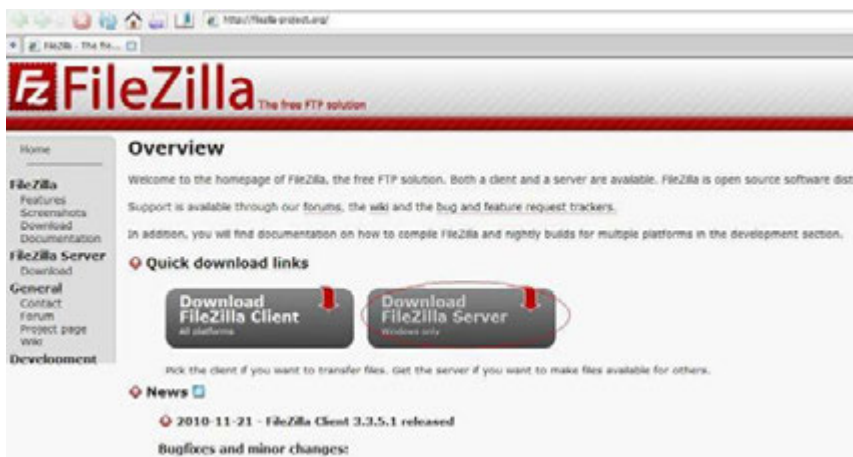 http://filezilla-project.org/
FileZilla - The fre...
Fz FileZilla The free FTP solution
Home
FileZilla
Features
Screenshots
Download
Documentation
FileZilla Server
Download
General
Contact
Forum
Project page
Wiki
Development
Overview
Welcome to the homepage of FileZilla, the free FTP solution. Both a client and a server are available. FileZilla is open source software dist
Support is available through our forums, the wiki and the bug and feature request trackers.
In addition, you will find documentation on how to compile FileZilla and nightly builds for multiple platforms in the development section.
Quick download links
Download
FileZilla Client
All platforms
Download
FileZilla Server
Windows only
Pick the client if you want to transfer files. Get the server if you want to make files available for others.
News
2010-11-21 - FileZilla Client 3.3.5.1 released
Bugfixes and minor changes: